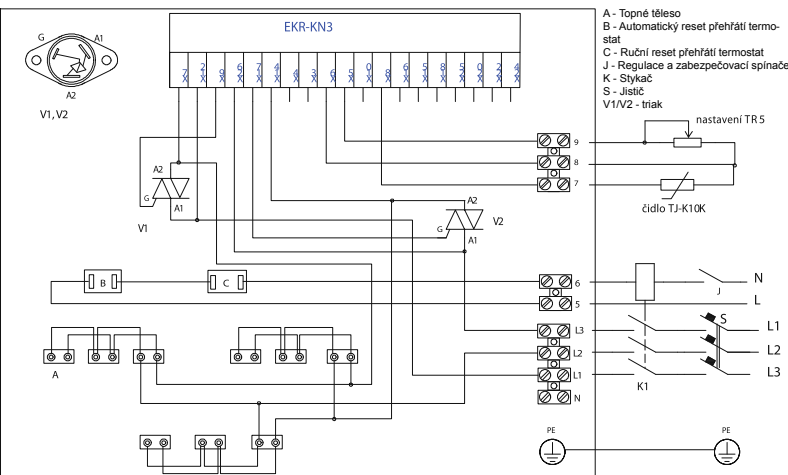 EKR-KN3
G
A1
A2
V1, V2
A - Topné těleso
B - Automatický reset přehřátí termo-
stat
C - Ruční reset přehřátí termostat
J - Regulace a zabezpečovací spínače
K - Stykač
S - Jistič
V1/V2 - triak
nastavení TR 5
9
8
7
čidlo TJ-K10K
A2
G
A1
V1
A2
G
A1
V2
B
C
6
5
J
N
L
L3
L2
L1
N
S
L1
L2
L3
K1
A
PE
PE